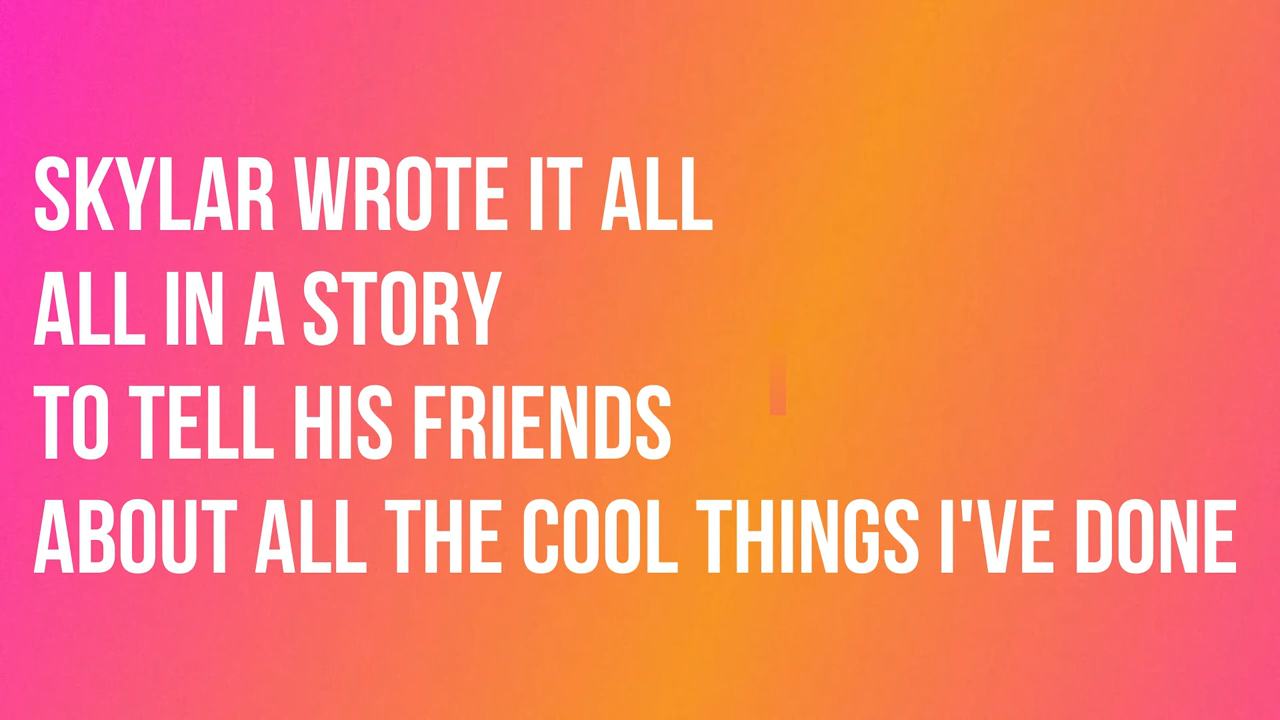 SKYLAR WROTE IT ALL
ALL IN A STORY
TO TELL HIS FRIENDS
ABOUT ALL THE COOL THINGS I'VE DONE